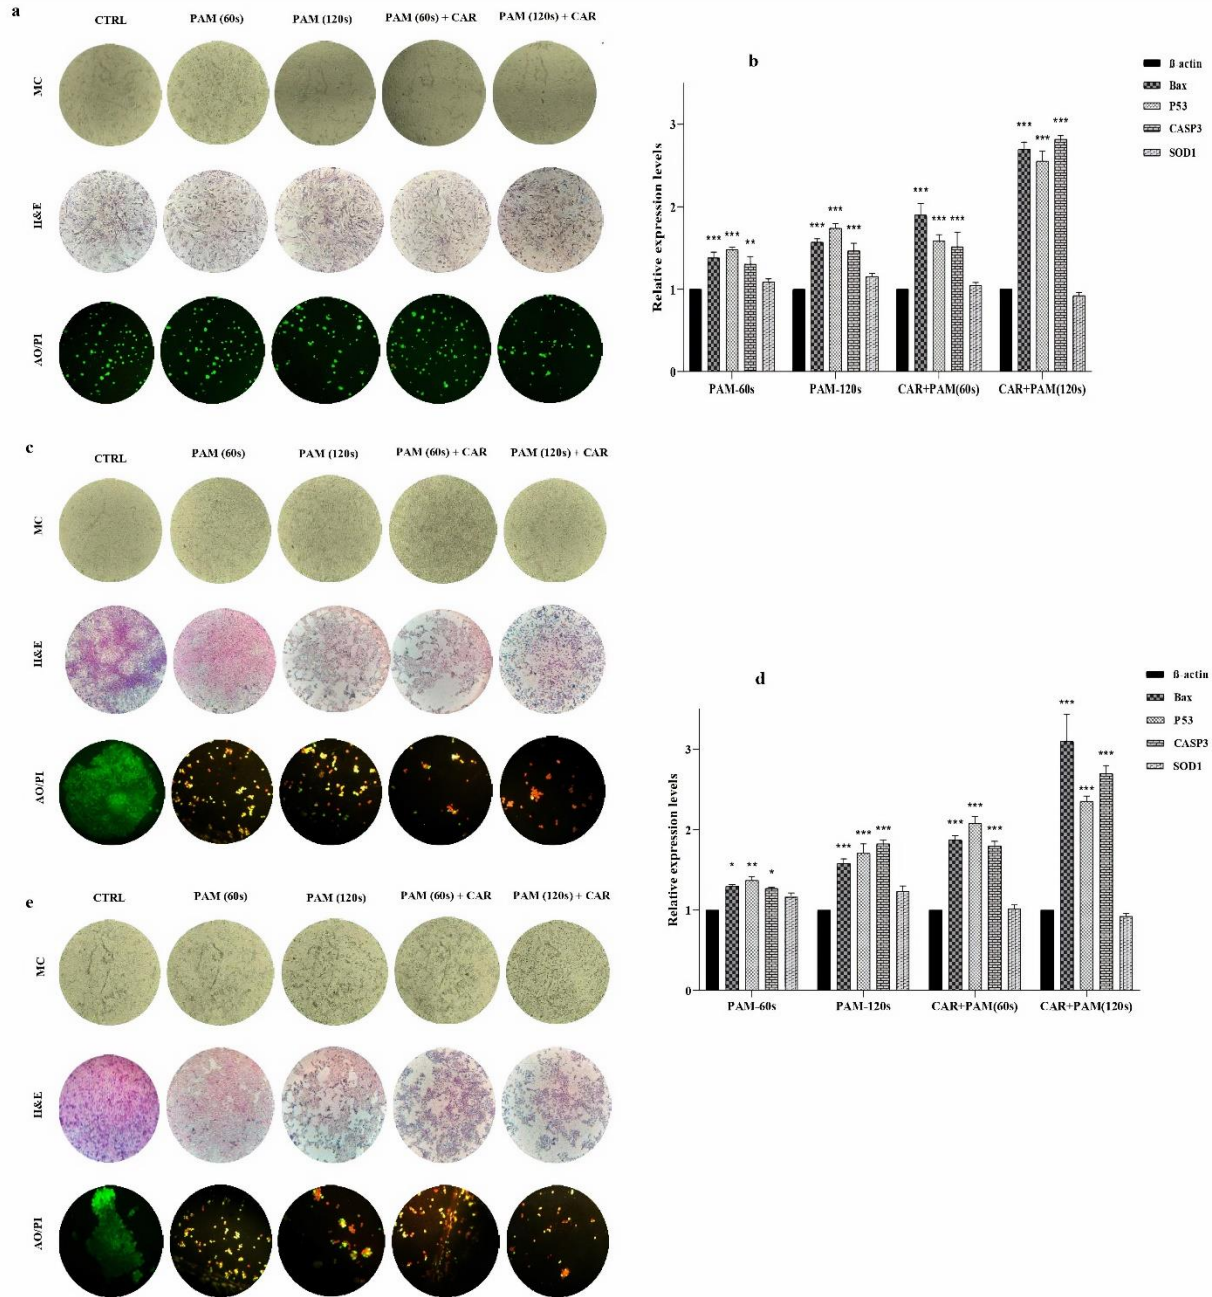 a
CTRL PAM (60s) PAM (120s) PAM (60s) + CAR PAM (120s) + CAR
MC
H&E
AO/PI
b
ß-actin
Bax
P53
CASP3
SOD1
Relative expression levels
3
2
1
0
*** *** **
*** *** ***
*** *** ***
*** *** ***
PAM-60s PAM-120s CAR+PAM(60s) CAR+PAM(120s)
c
CTRL PAM (60s) PAM (120s) PAM (60s) + CAR PAM (120s) + CAR
MC
H&E
AO/PI
d
ß-actin
Bax
P53
CASP3
SOD1
Relative expression levels
3
2
1
0
* ** *
*** *** ***
*** *** ***
*** *** ***
PAM-60s PAM-120s CAR+PAM(60s) CAR+PAM(120s)
e
CTRL PAM (60s) PAM (120s) PAM (60s) + CAR PAM (120s) + CAR
MC
H&E
AO/PI